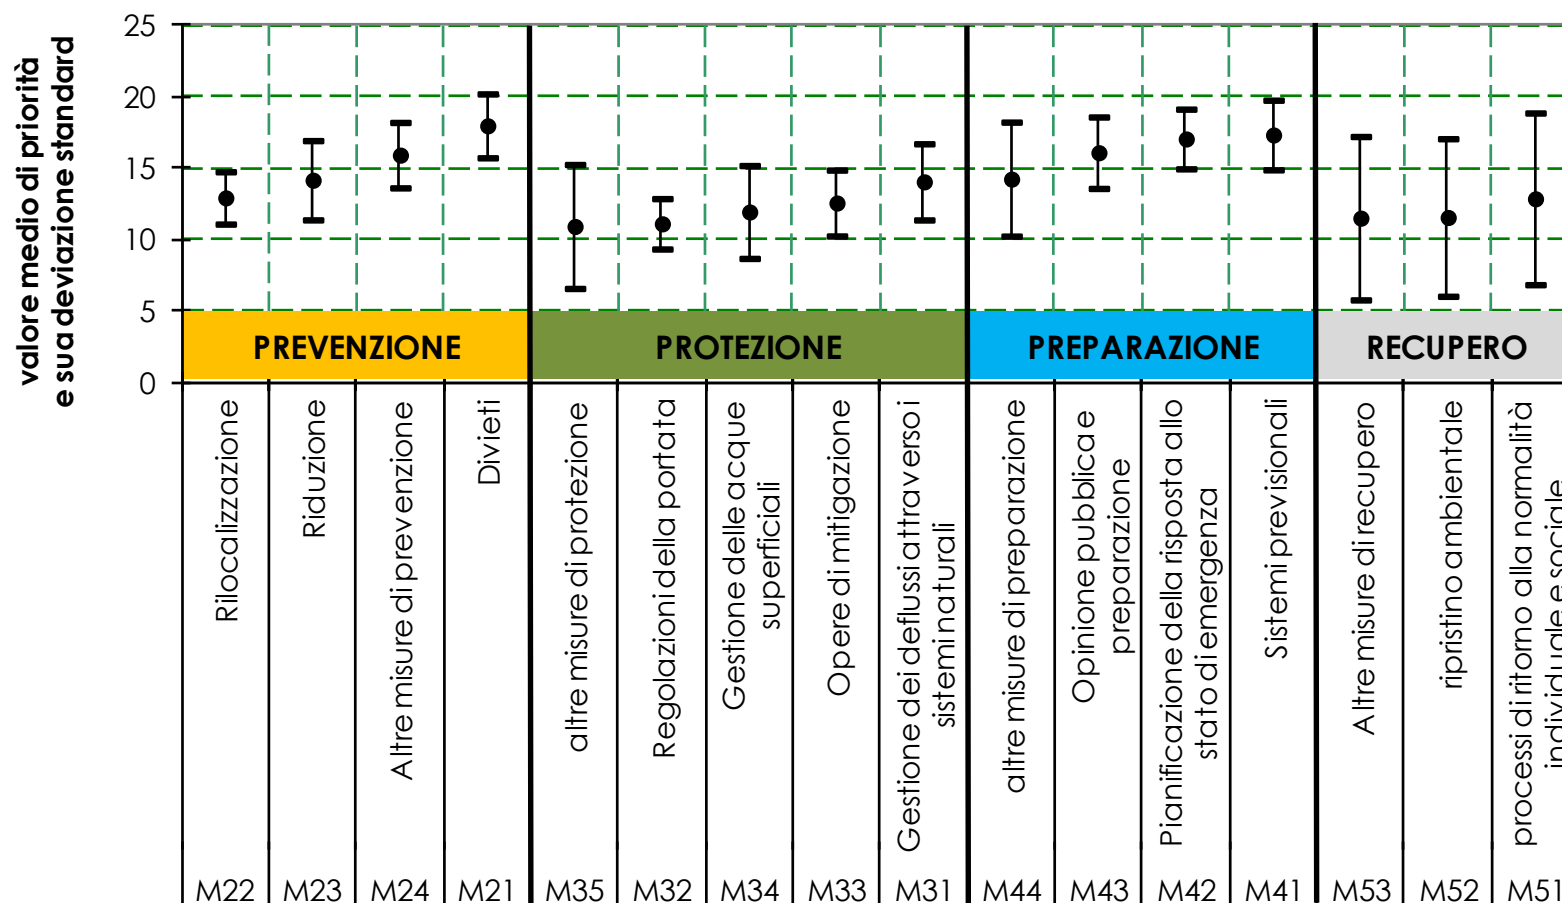 valore medio di priorità
e sua deviazione standard
25
20
15
10
5
0
PREVENZIONE
PROTEZIONE
PREPARAZIONE
RECUPERO
Rilocalizzazione
Riduzione
Altre misure di prevenzione
Divieti
altre misure di protezione
Regolazioni della portata
Gestione delle acque
superficiali
Opere di mitigazione
Gestione dei deflussi attraverso i
sistemi naturali
altre misure di preparazione
Opinione pubblica e
preparazione
Pianificazione della risposta allo
stato di emergenza
Sistemi previsionali
Altre misure di recupero
ripristino ambientale
processi di ritorno alla normalità
individuale e sociale
M22
M23
M24
M21
M35
M32
M34
M33
M31
M44
M43
M42
M41
M53
M52
M51